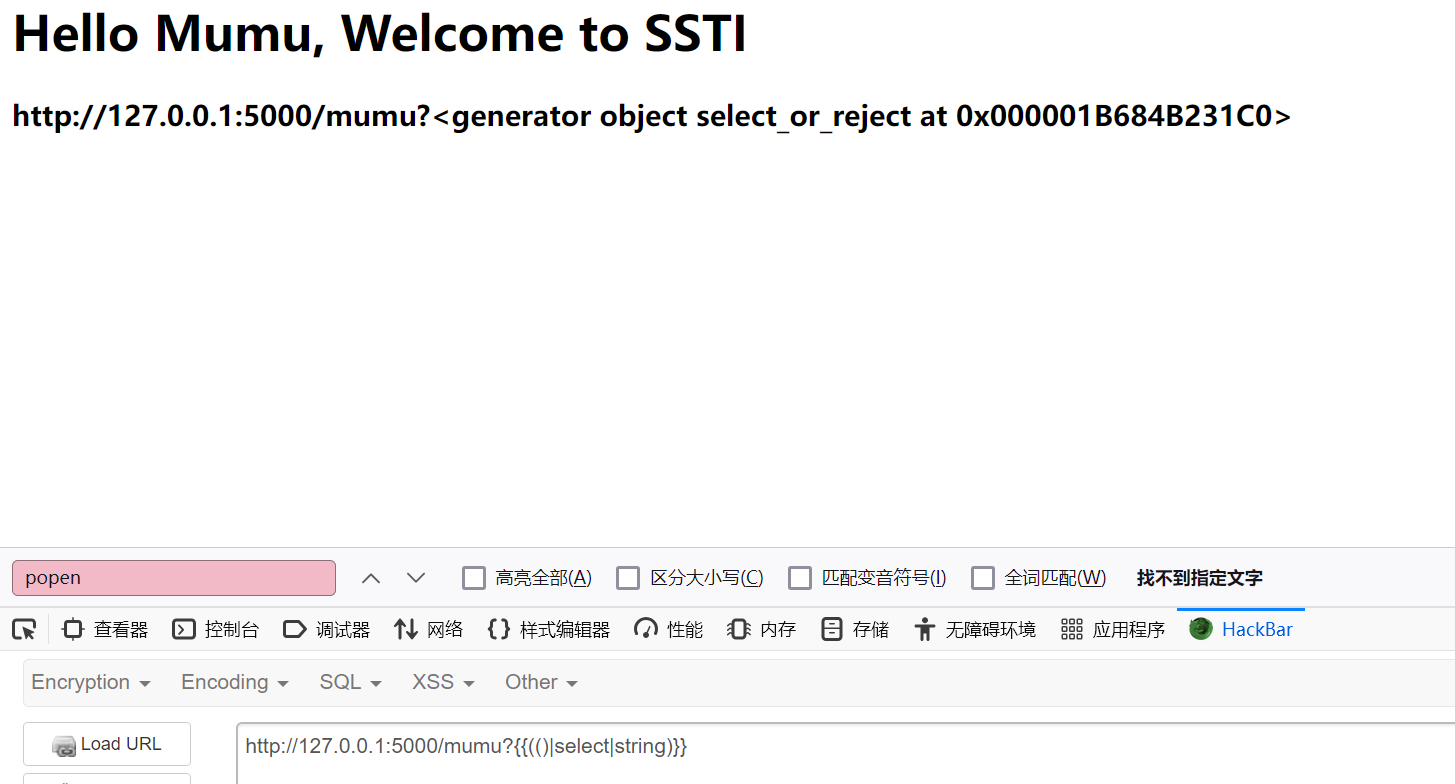 Hello Mumu, Welcome to SSTI
http://127.0.0.1:5000/mumu?<generator object select_or_reject at 0x000001B684B231C0>
popen 高亮全部(A) 区分大小写(C) 匹配变音符号(I) 全词匹配(W) 找不到指定文字
查看器 控制台 调试器 网络 样式编辑器 性能 内存 存储 无障碍环境 应用程序 HackBar
Encryption Encoding SQL XSS Other
Load URL http://127.0.0.1:5000/mumu?{{(()|select|string)}}